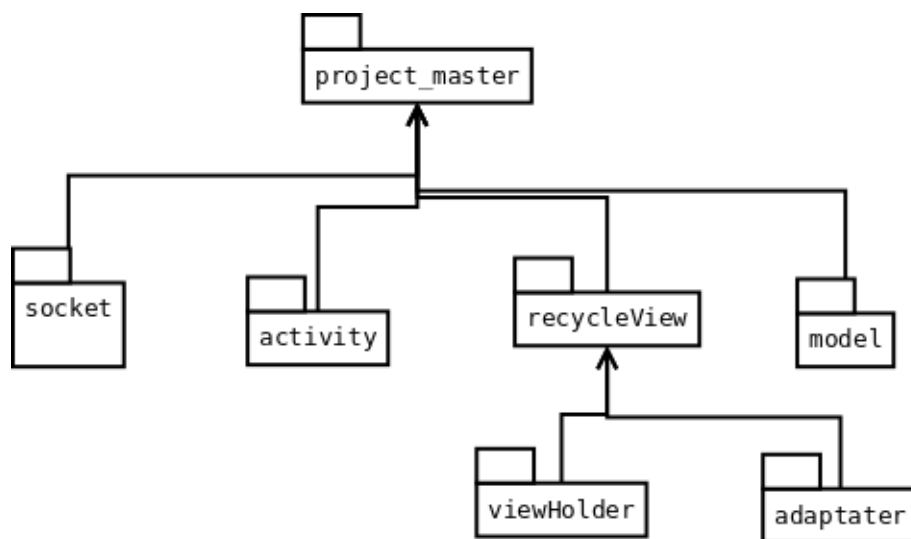 project_master
socket
activity
recycleView
model
viewHolder
adaptater